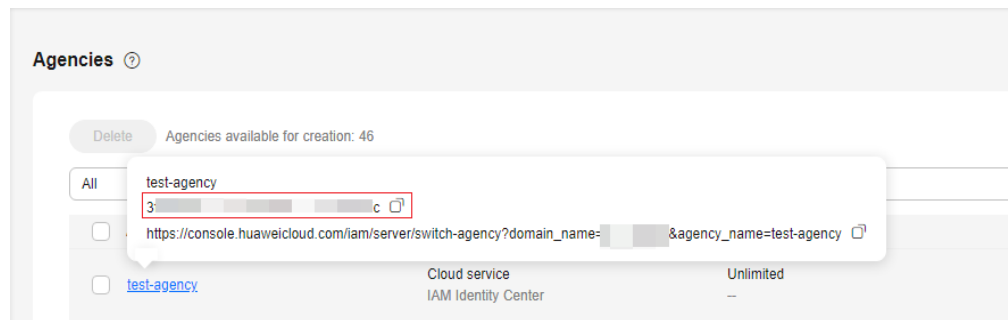 Agencies
Delete Agencies available for creation: 46
All
test-agency
https://console.huaweicloud.com/iam/server/switch-agency?domain_name= &agency_name=test-agency
test-agency Cloud service Unlimited
IAM Identity Center --